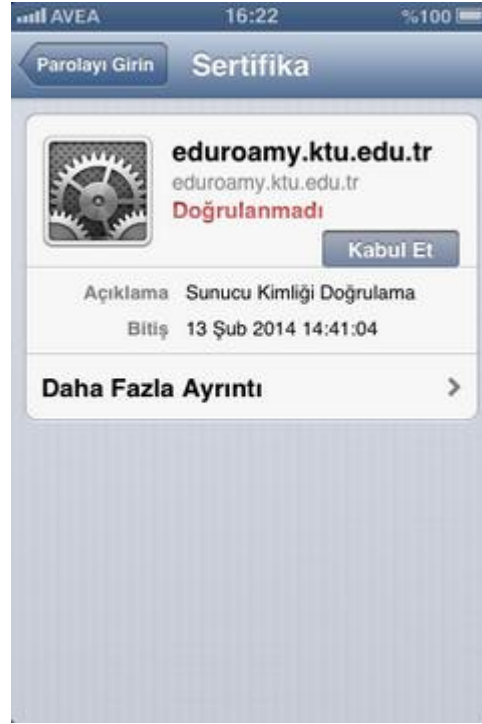 AVEA 16:22 %100
Parolayı Girin Sertifika
eduroamy.ktu.edu.tr
eduroamy.ktu.edu.tr
Doğrulanmadı
Kabul Et
Açıklama Sunucu Kimliği Doğrulama
Bitiş 13 Şub 2014 14:41:04
Daha Fazla Ayrıntı